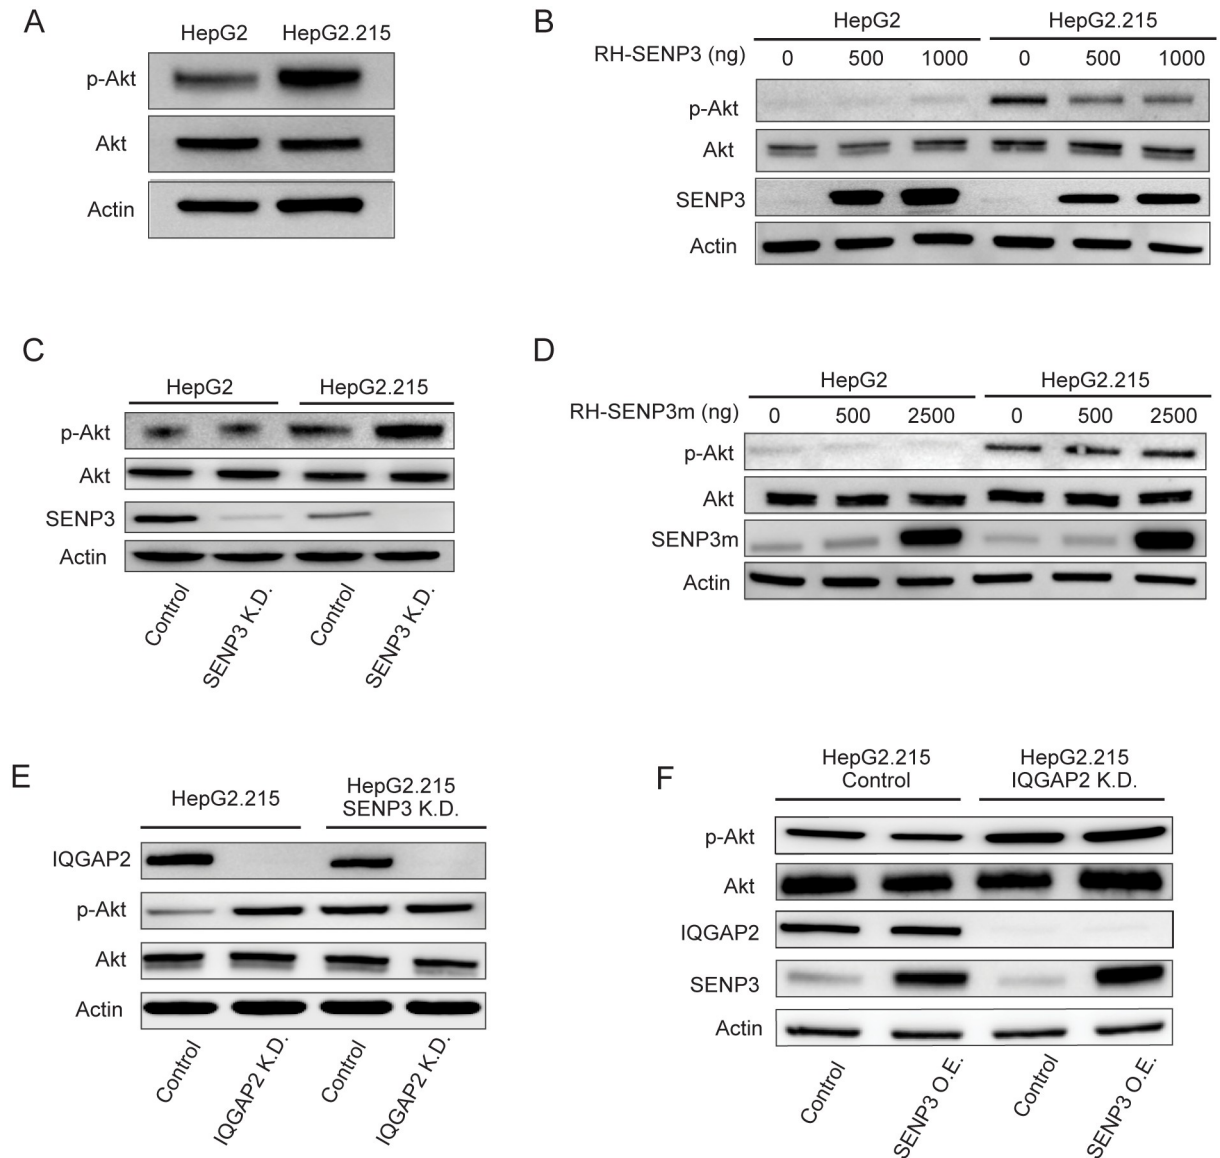 A
HepG2 HepG2.215
p-Akt
Akt
Actin
B
HepG2 HepG2.215
RH-SENP3 (ng) 0 500 1000 0 500 1000
p-Akt
Akt
SENP3
Actin
C
HepG2 HepG2.215
p-Akt
Akt
SENP3
Actin
Control SENP3 K.D. Control SENP3 K.D.
D
HepG2 HepG2.215
RH-SENP3m (ng) 0 500 2500 0 500 2500
p-Akt
Akt
SENP3m
Actin
E
HepG2.215 HepG2.215
SENP3 K.D.
IQGAP2
p-Akt
Akt
Actin
Control IQGAP2 K.D. Control IQGAP2 K.D.
F
HepG2.215 HepG2.215
Control IQGAP2 K.D.
p-Akt
Akt
IQGAP2
SENP3
Actin
Control SENP3 O.E. Control SENP3 O.E.